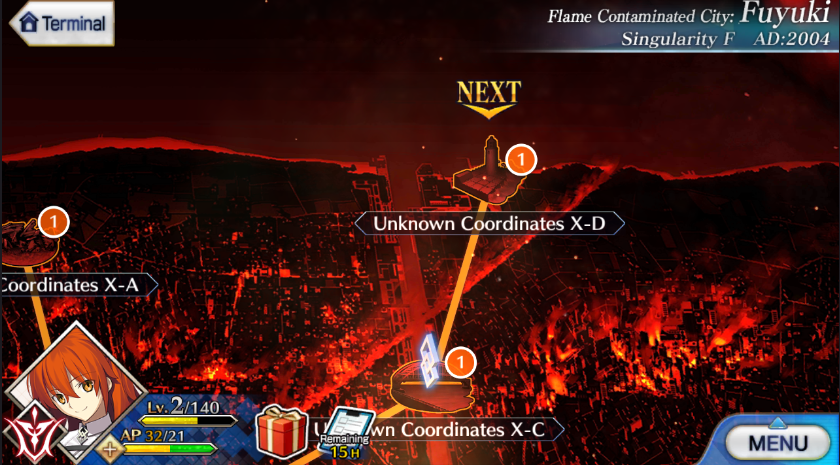 Terminal
Flame Contaminated City: Fuyuki
Singularity F AD:2004
NEXT
1
Unknown Coordinates X-D
1
Coordinates X-A
1
Lv. 2/140
AP 32/21
Remaining
15H
Coordinates X-C
MENU